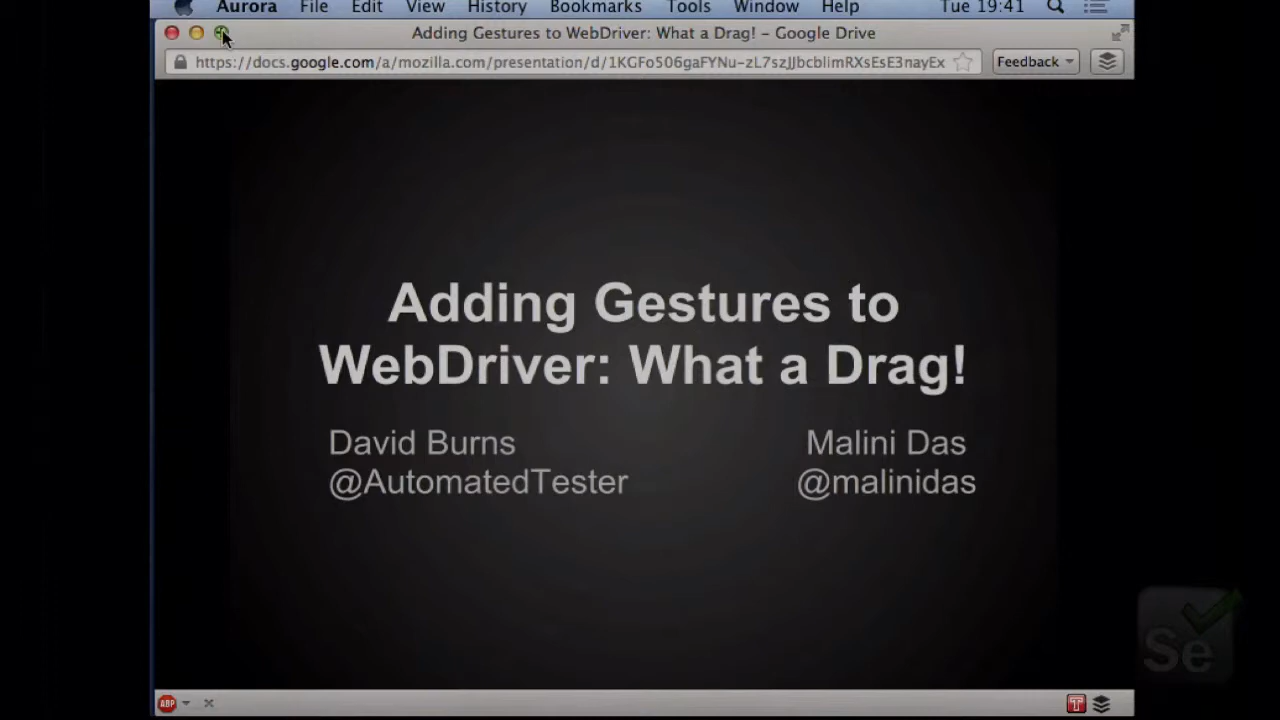 Aurora File Edit View History Bookmarks Tools Window Help Tue 19:41
Adding Gestures to WebDriver: What a Drag! – Google Drive
https://docs.google.com/a/mozilla.com/presentation/d/1KGFo506gaFYNu-zL7szJJbcblimRXsEsE3nayEx Feedback
Adding Gestures to
WebDriver: What a Drag!
David Burns Malini Das
@AutomatedTester @malinidas
Se
ABP T